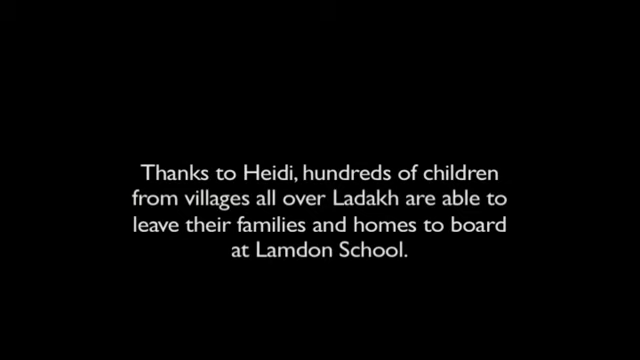 Thanks to Heidi, hundreds of children
from villages all over Ladakh are able to
leave their families and homes to board
at Lamdon School.